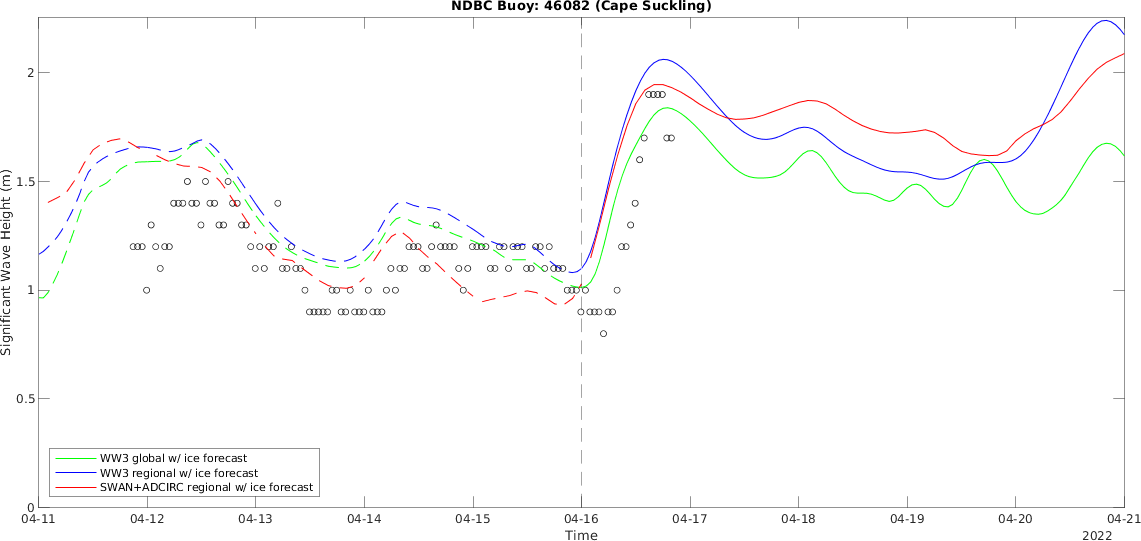 NDBC Buoy: 46082 (Cape Suckling)
Significant Wave Height (m)
2
1.5
1
0.5
0
WW3 global w/ ice forecast
WW3 regional w/ ice forecast
SWAN+ADCIRC regional w/ ice forecast
04-11 04-12 04-13 04-14 04-15 04-16 04-17 04-18 04-19 04-20 04-21
Time
2022